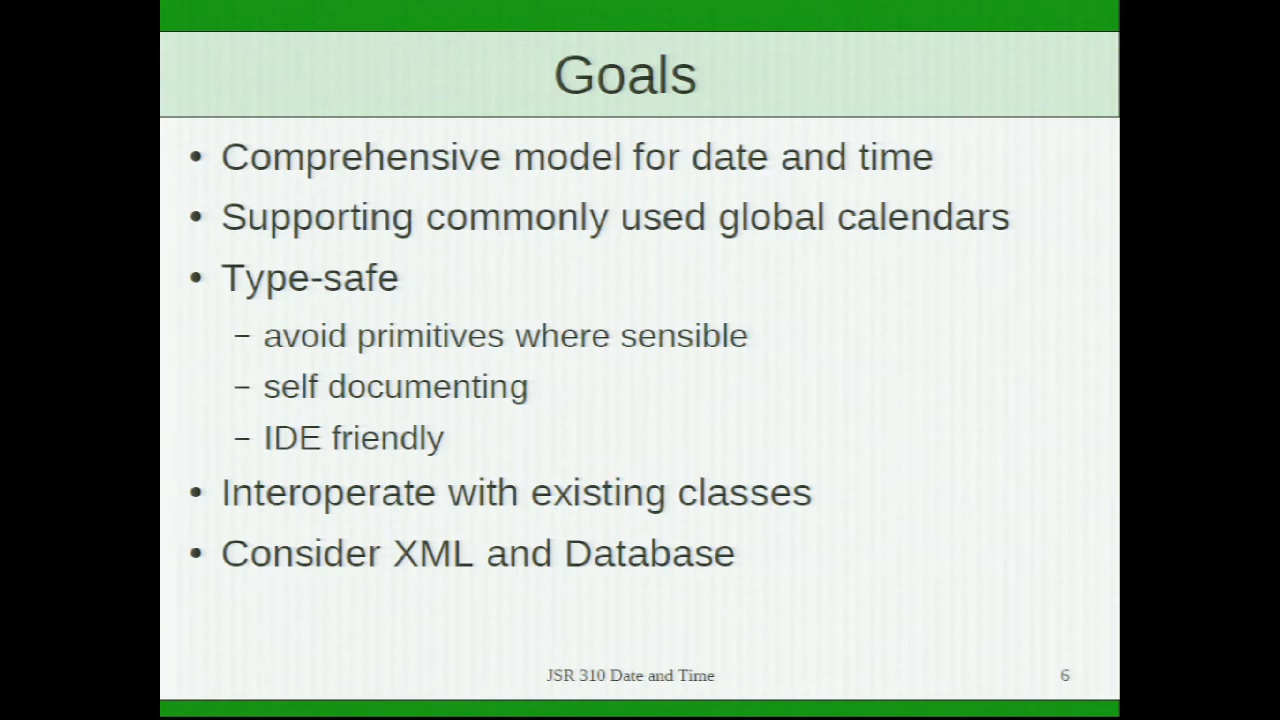 Goals
• Comprehensive model for date and time
• Supporting commonly used global calendars
• Type-safe
– avoid primitives where sensible
– self documenting
– IDE friendly
• Interoperate with existing classes
• Consider XML and Database
JSR 310 Date and Time
6